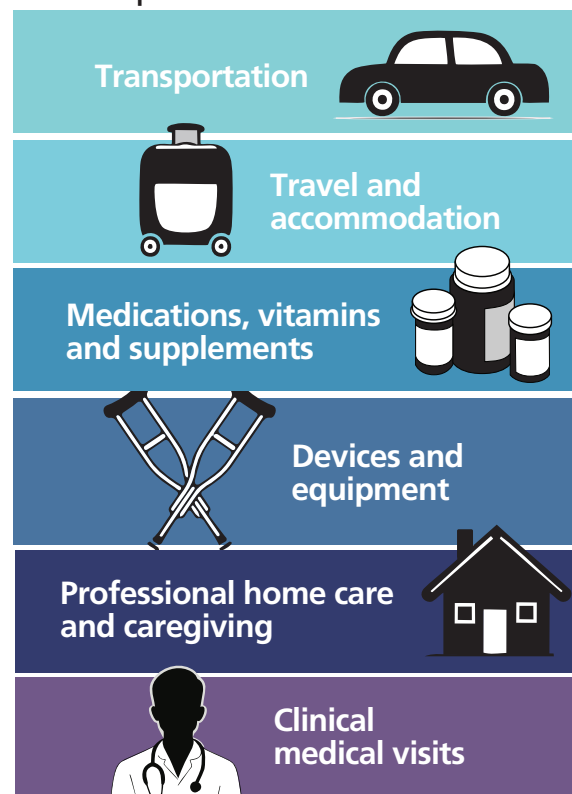 Transportation
Travel and
accommodation
Medications, vitamins
and supplements
Devices and
equipment
Professional home care
and caregiving
Clinical
medical visits